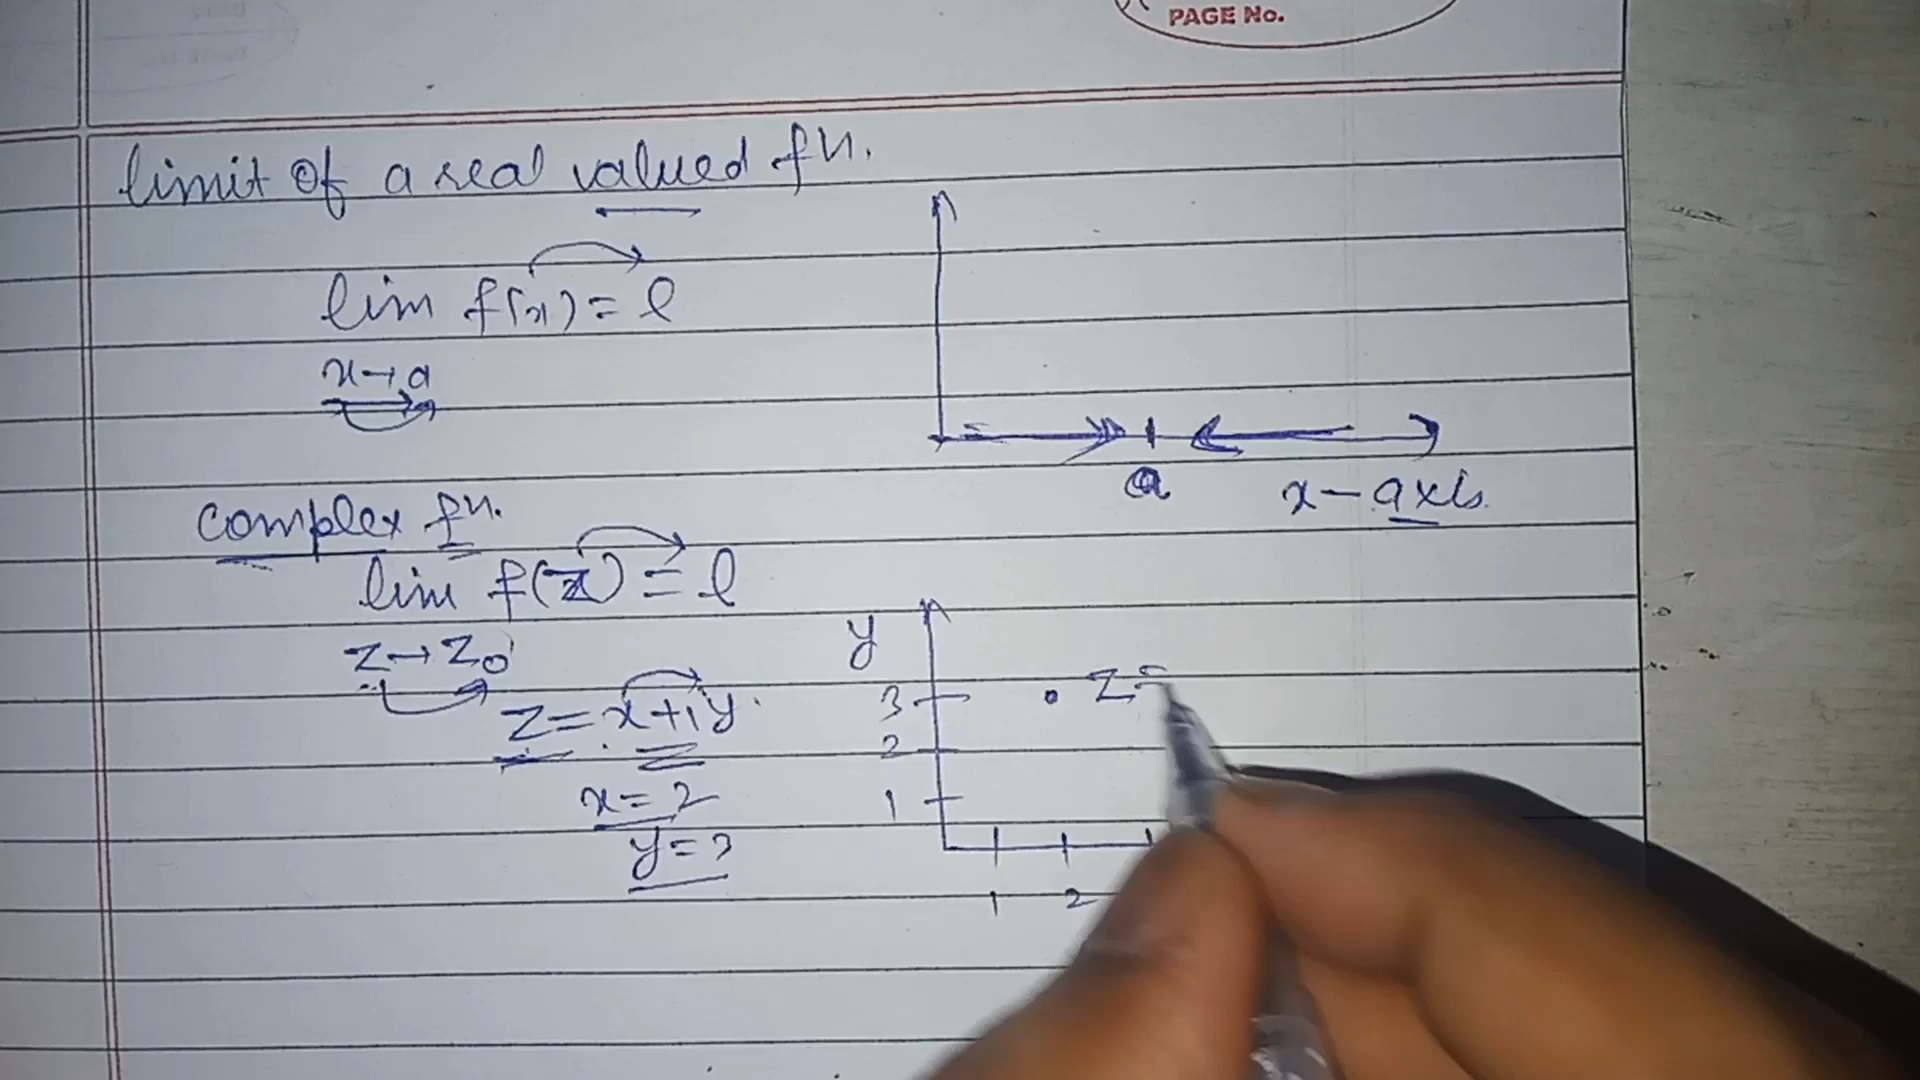 PAGE No.
limit of a real valued fn.
lim f(x) = l
x→a
a
x-axis
complex fn.
lim f(z) = l
z→z0
z=x+iy
x=2
y=3
y
3
2
1
1 2
z=